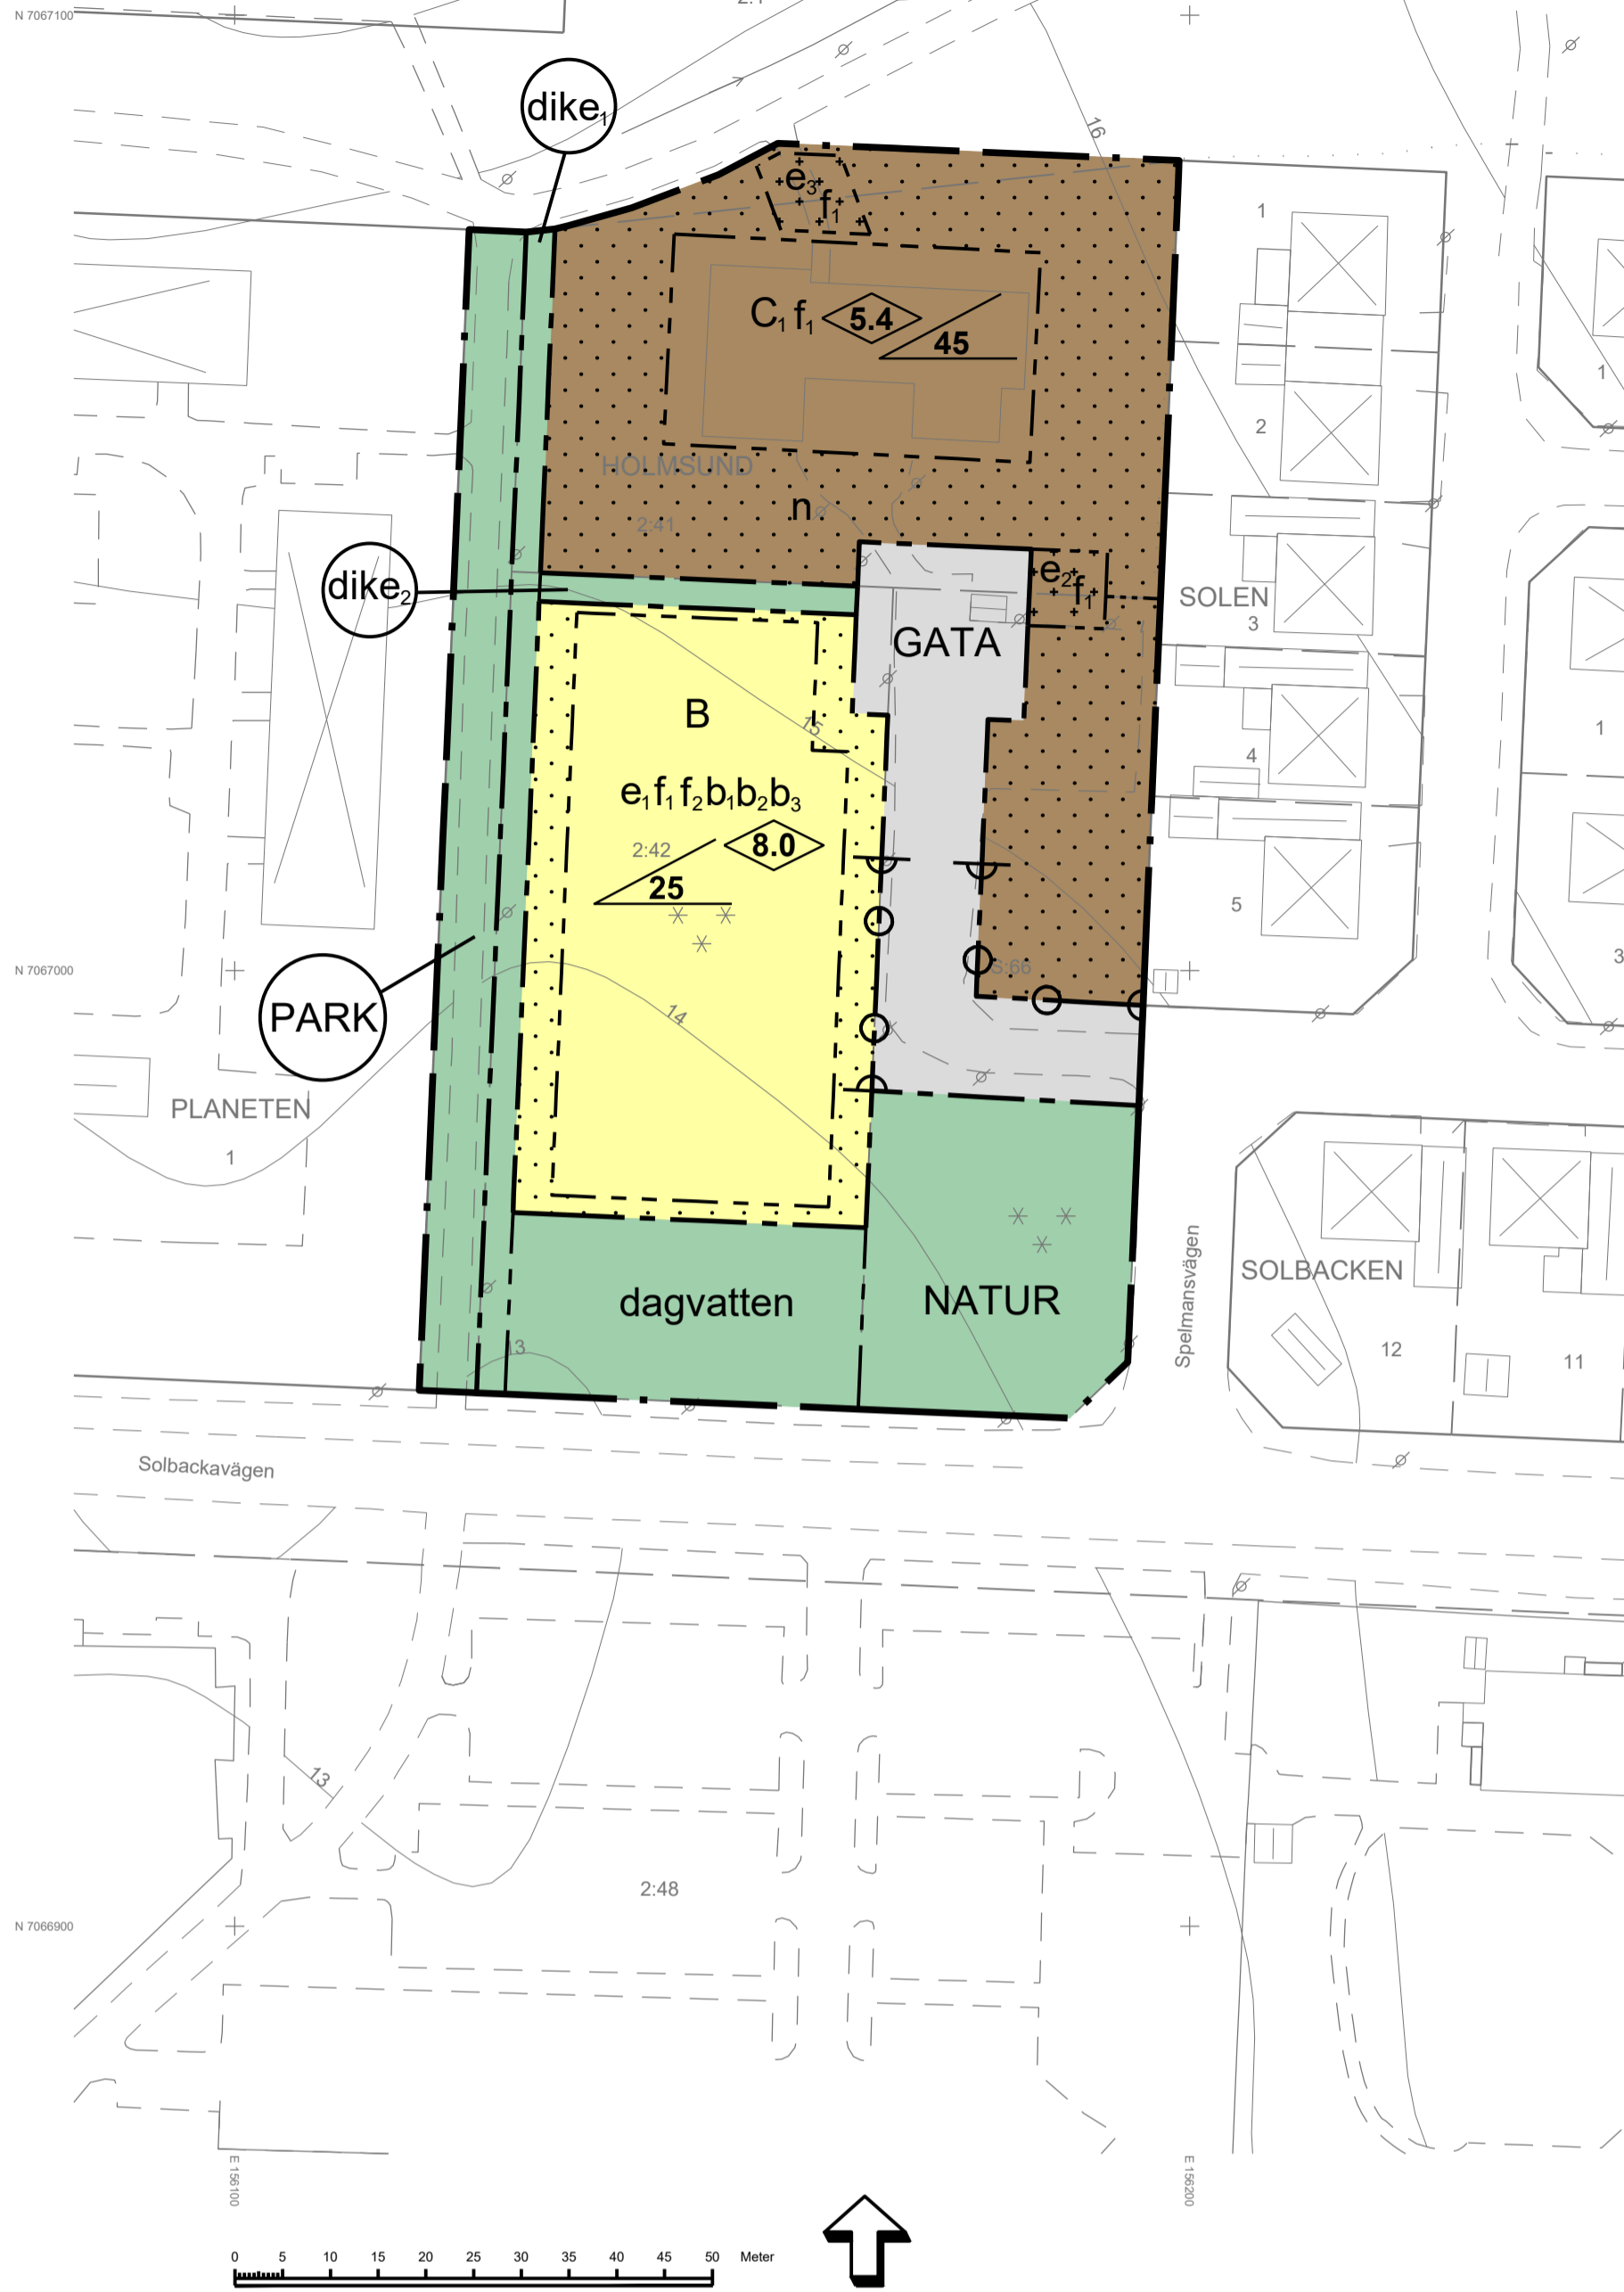 N 7067100
dike1
16
e3
f1
1
C1 f1
5.4
45
1
2
HOLMSUND
n
2:41
dike2
e2
f1
SOLEN
3
GATA
B
15
4
1
e1 f1 f2 b1 b2 b3
2:42
8.0
25
5
N 7067000
S:66
3
PARK
14
PLANETEN
1
Spelmansvägen
SOLBACKEN
dagvatten
NATUR
13
12
11
Solbackavägen
13
2:48
N 7066900
E 156100
E 156200
0 5 10 15 20 25 30 35 40 45 50 Meter